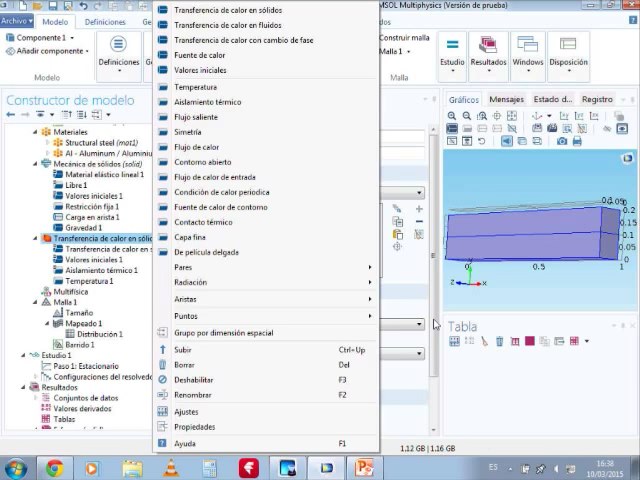 MSOL Multiphysics (Versión de prueba)
Archivo
Modelo
Definiciones
Componente 1
Añadir componente
Modelo
Definiciones
Construir malla
Malla 1
Malla
Estudio
Resultados
Windows
Disposición
Constructor de modelo
Materiales
Structural steel (mat1)
Al - Aluminum / Aluminiu
Mecánica de sólidos (solid)
Material elástico lineal 1
Libre 1
Valores iniciales 1
Restricción fija 1
Carga en arista 1
Gravedad 1
Transferencia de calor en sólid
Transferencia de calor en s
Valores iniciales 1
Aislamiento térmico 1
Temperatura 1
Multifísica
Malla 1
Tamaño
Mapeado 1
Distribución 1
Barrido 1
Estudio 1
Paso 1: Estacionario
Configuraciones del resolvedo
Resultados
Conjuntos de datos
Valores derivados
Tablas
Transferencia de calor en sólidos
Transferencia de calor en fluidos
Transferencia de calor con cambio de fase
Fuente de calor
Valores iniciales
Temperatura
Aislamiento térmico
Flujo saliente
Simetría
Flujo de calor
Contorno abierto
Flujo de calor de entrada
Condición de calor periodica
Fuente de calor de contorno
Contacto térmico
Capa fina
De película delgada
Pares
Radiación
Aristas
Puntos
Grupo por dimensión espacial
Subir Ctrl+Up
Borrar Del
Deshabilitar F3
Renombrar F2
Ajustes
Propiedades
Ayuda F1
Gráficos
Mensajes
Estado d...
Registro
0.2
0.15
0.1
0.05
0
0.5
1
y
z
x
Tabla
1.12 GB | 1.16 GB
ES
16:38
10/03/2015